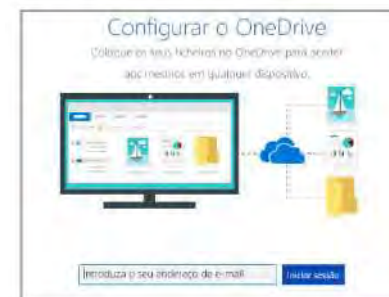 Configurar o OneDrive
Coloque os seus ficheiros no OneDrive para aceder
aos mesmos em qualquer dispositivo.
Introduza o seu endereço de e-mail
Iniciar sessão